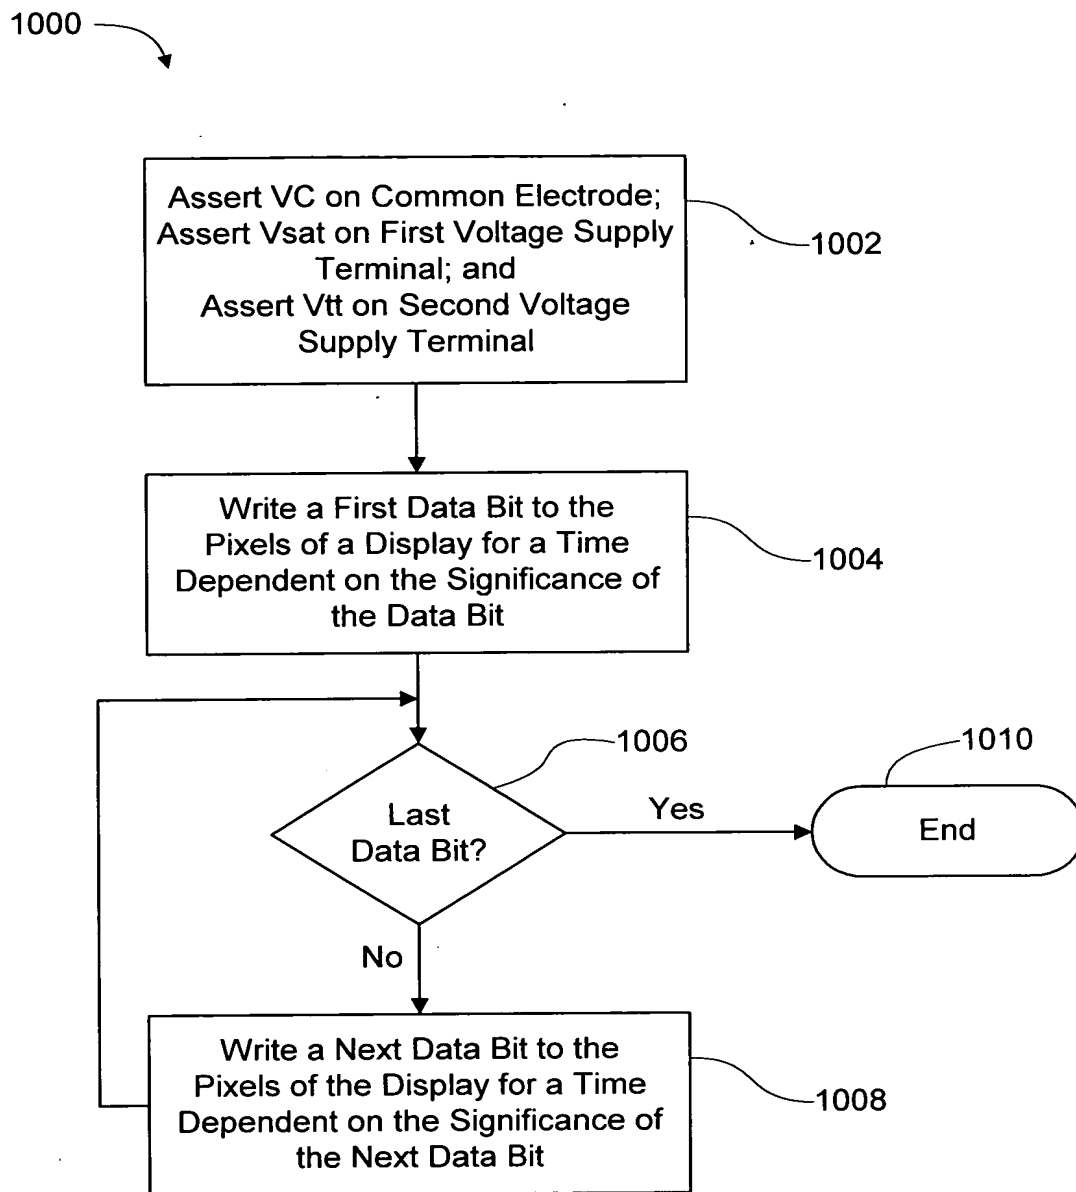 1000
Assert VC on Common Electrode;
Assert Vsat on First Voltage Supply
Terminal; and
Assert Vtt on Second Voltage
Supply Terminal
1002
Write a First Data Bit to the
Pixels of a Display for a Time
Dependent on the Significance of
the Data Bit
1004
Last
Data Bit?
1006
Yes
End
1010
No
Write a Next Data Bit to the
Pixels of the Display for a Time
Dependent on the Significance of
the Next Data Bit
1008